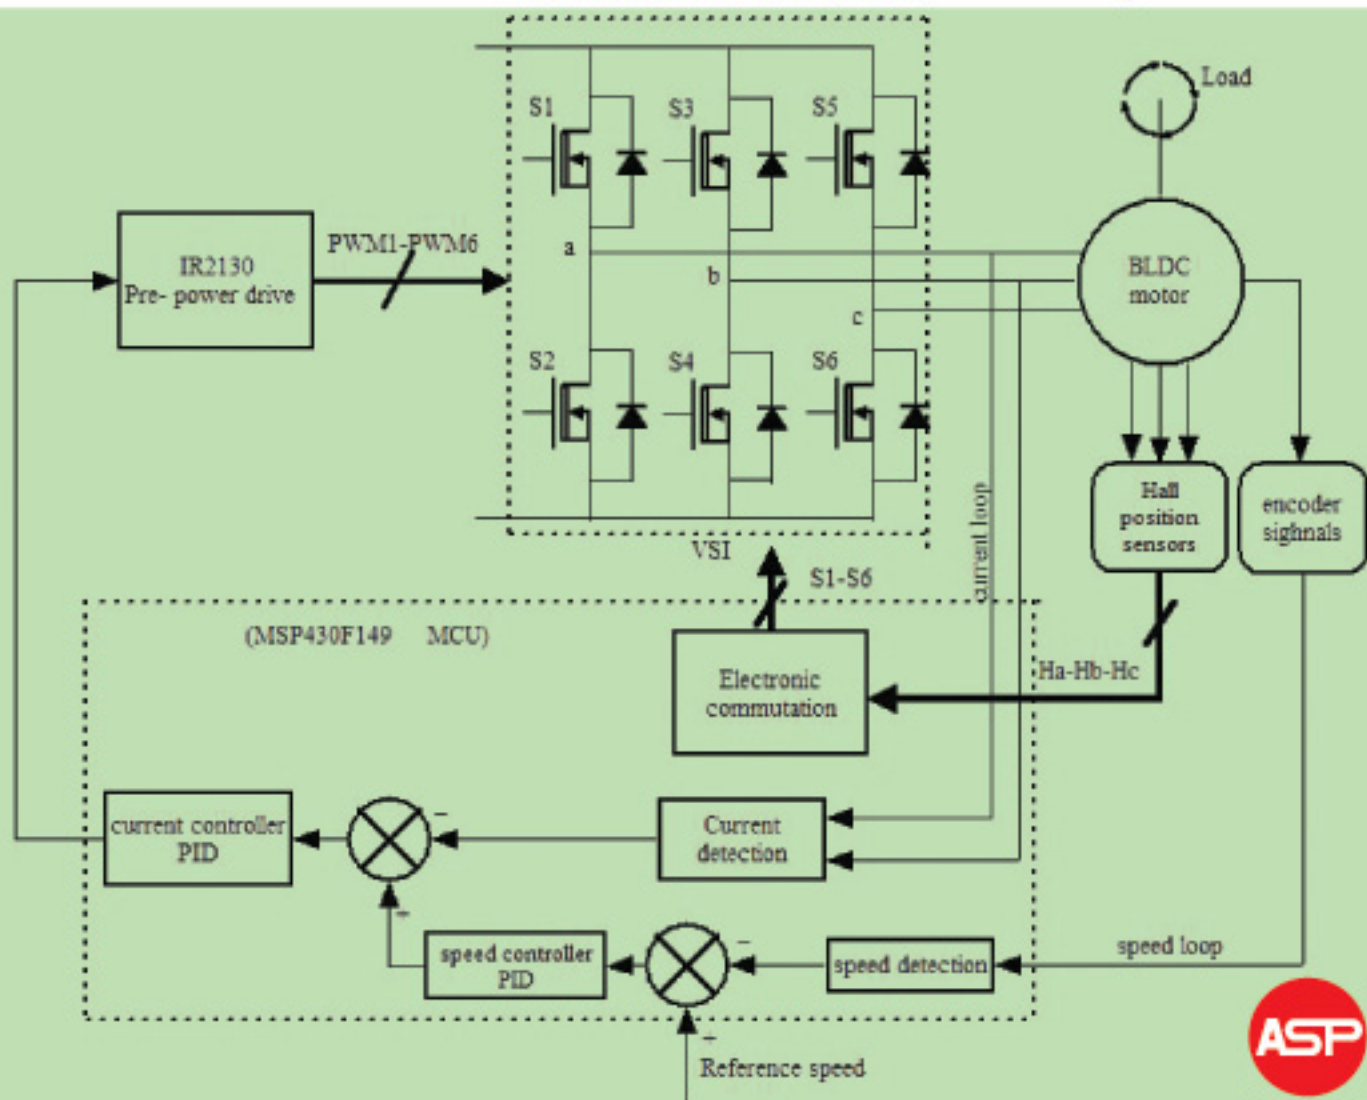 S1
S3
S5
Load
PWM1-PWM6
IR2130
Pre- power drive
a
b
c
BLDC
motor
S2
S4
S6
current loop
Hall
position
sensors
encoder
sighnals
VSI
S1-S6
(MSP430F149 MCU)
Electronic
commutation
Ha-Hb-Hc
current controller
PID
−
Current
detection
+
speed controller
PID
−
speed detection
speed loop
+
Reference speed
ASP